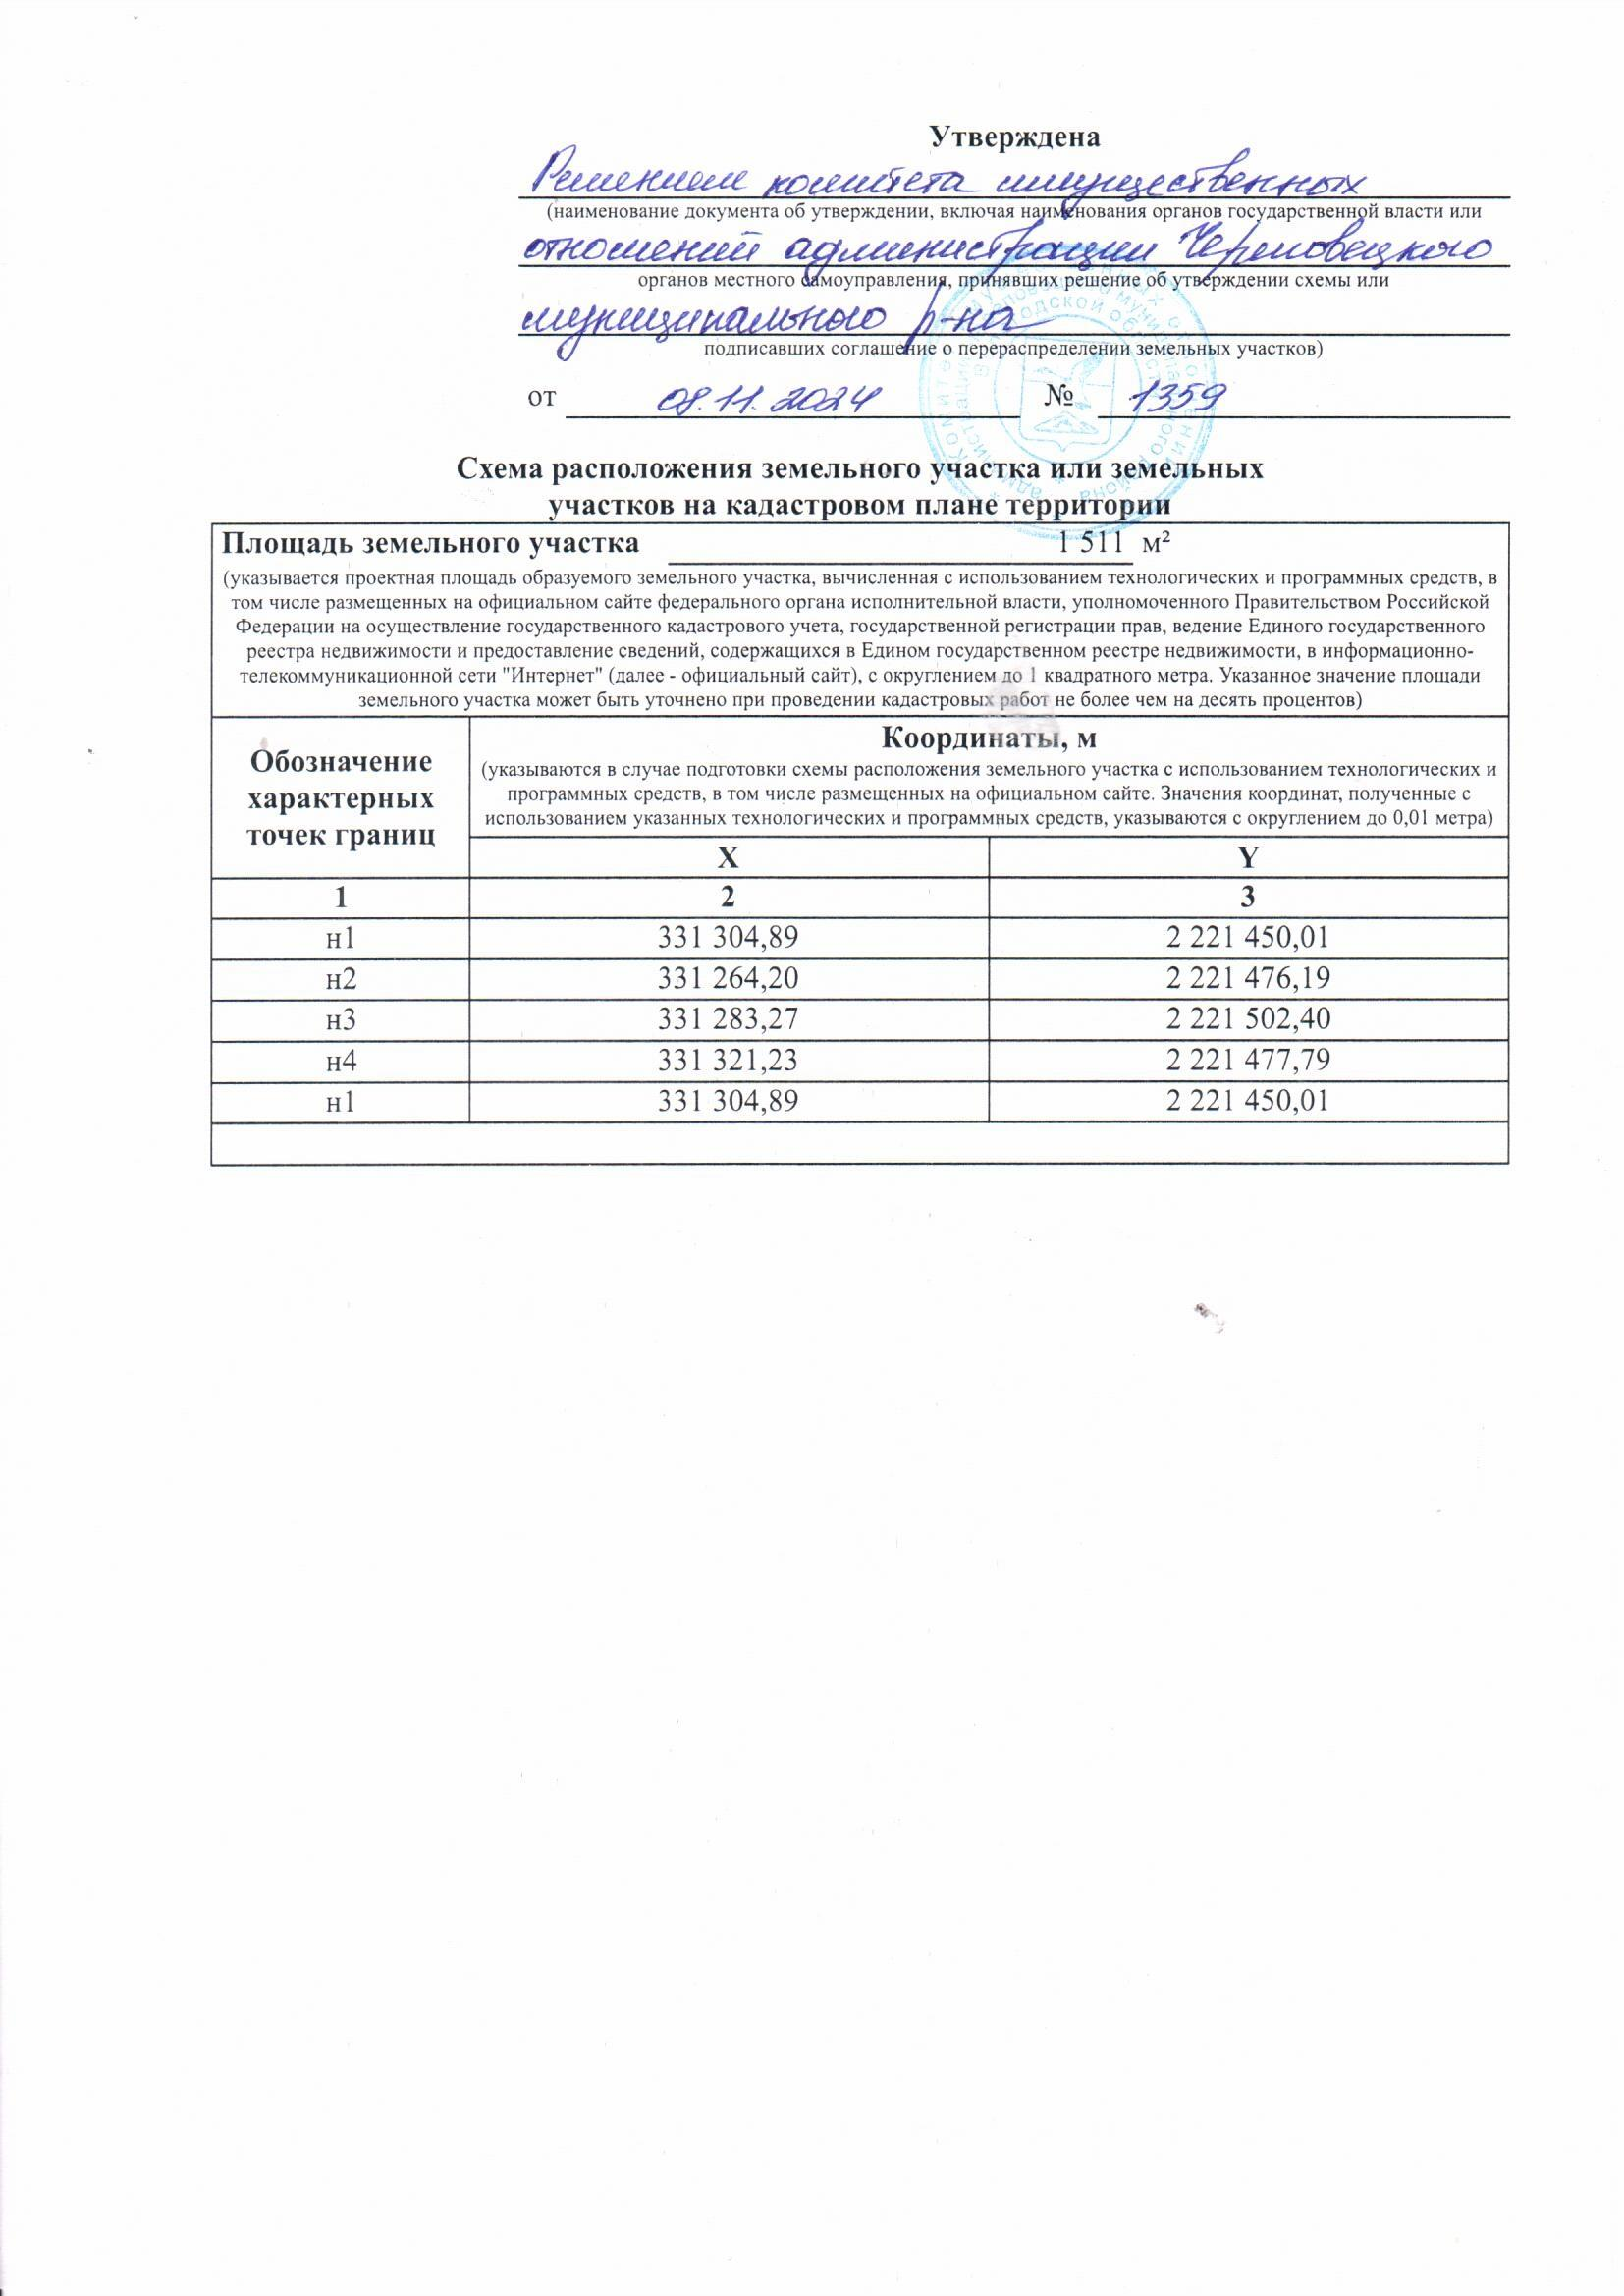 Утверждена
Решением комитета имущественных
(наименование документа об утверждении, включая наименования органов государственной власти или
отношений администрации Череповецкого
органов местного самоуправления, принявших решение об утверждении схемы или
муниципального р-на
подписавших соглашение о перераспределении земельных участков)
от 08.11.2024 № 1359
Схема расположения земельного участка или земельных
участков на кадастровом плане территории
Площадь земельного участка 1 511 м²
(указывается проектная площадь образуемого земельного участка, вычисленная с использованием технологических и программных средств, в
том числе размещенных на официальном сайте федерального органа исполнительной власти, уполномоченного Правительством Российской
Федерации на осуществление государственного кадастрового учета, государственной регистрации прав, ведение Единого государственного
реестра недвижимости и предоставление сведений, содержащихся в Едином государственном реестре недвижимости, в информационно-
телекоммуникационной сети "Интернет" (далее - официальный сайт), с округлением до 1 квадратного метра. Указанное значение площади
земельного участка может быть уточнено при проведении кадастровых работ не более чем на десять процентов)
Обозначение
характерных
точек границ
Координаты, м
(указываются в случае подготовки схемы расположения земельного участка с использованием технологических и
программных средств, в том числе размещенных на официальном сайте. Значения координат, полученные с
использованием указанных технологических и программных средств, указываются с округлением до 0,01 метра)
X Y
1 2 3
н1 331 304,89 2 221 450,01
н2 331 264,20 2 221 476,19
н3 331 283,27 2 221 502,40
н4 331 321,23 2 221 477,79
н1 331 304,89 2 221 450,01